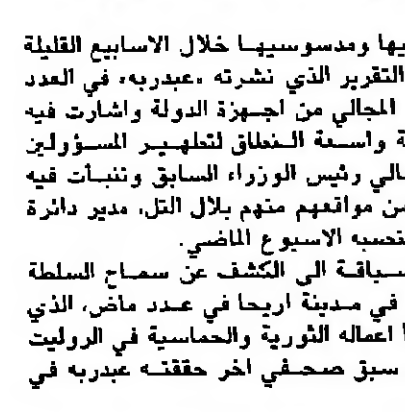 يها ومدسوسيها خلال الاسابيع القليلة
التقرير الذي نشرته «عبدربه» في العدد
المجالي من اجهزة الدولة واشارت فيه
ة واسعة النطاق لتطهير المسؤولين
الي رئيس الوزراء السابق وتنبأت فيه
من مواقعهم منهم بلال التل، مدير دائرة
نصبه الاسبوع الماضي.
سباقة الى الكشف عن سماح السلطة
في مدينة اريحا في عدد ماض، الذي
ا اعماله الثورية والحماسية في الروليت
سبق صحفي اخر حققته عبدربه في